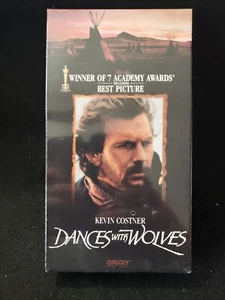 WINNER OF 7 ACADEMY AWARDS®
INCLUDING
BEST PICTURE
KEVIN COSTNER
DANCES WITH WOLVES
ORION